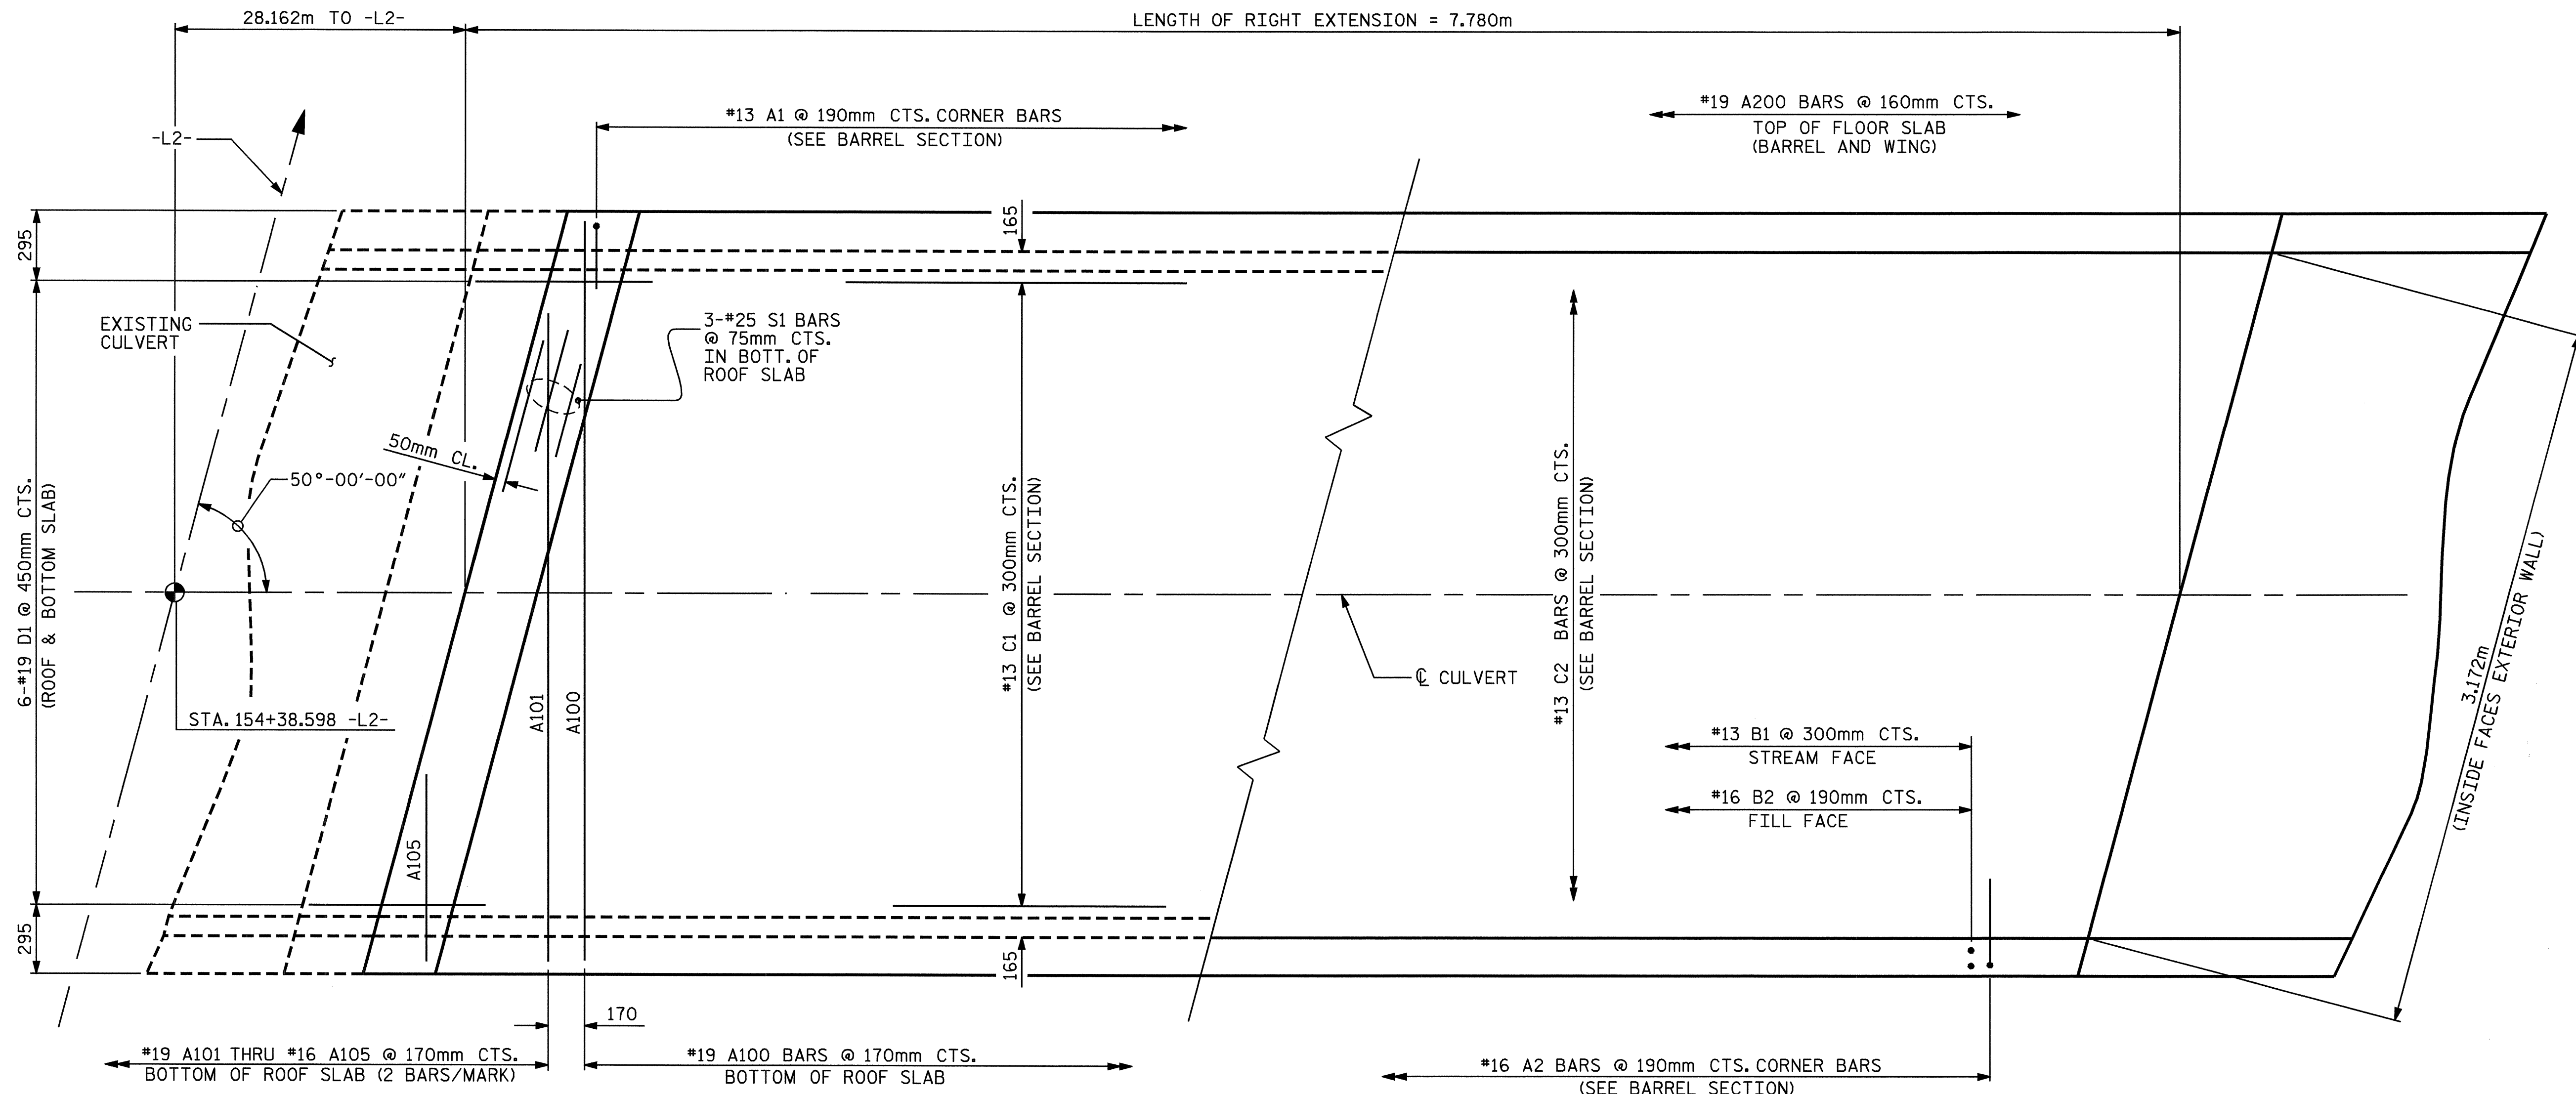 28.162m TO -L2-
LENGTH OF RIGHT EXTENSION = 7.780m
#13 A1 @ 190mm CTS. CORNER BARS
(SEE BARREL SECTION)
#19 A200 BARS @ 160mm CTS.
TOP OF FLOOR SLAB
(BARREL AND WING)
-L2-
295
165
EXISTING
CULVERT
3-#25 S1 BARS
@ 75mm CTS.
IN BOTT. OF
ROOF SLAB
50mm CL.
50°-00'-00"
6-#19 D1 @ 450mm CTS.
(ROOF & BOTTOM SLAB)
#13 C1 @ 300mm CTS.
(SEE BARREL SECTION)
#13 C2 BARS @ 300mm CTS.
(SEE BARREL SECTION)
3.172m
(INSIDE FACES EXTERIOR WALL)
℄ CULVERT
A101
A100
STA. 154+38.598 -L2-
#13 B1 @ 300mm CTS.
STREAM FACE
#16 B2 @ 190mm CTS.
FILL FACE
A105
295
165
170
#19 A101 THRU #16 A105 @ 170mm CTS.
BOTTOM OF ROOF SLAB (2 BARS/MARK)
#19 A100 BARS @ 170mm CTS.
BOTTOM OF ROOF SLAB
#16 A2 BARS @ 190mm CTS. CORNER BARS
(SEE BARREL SECTION)